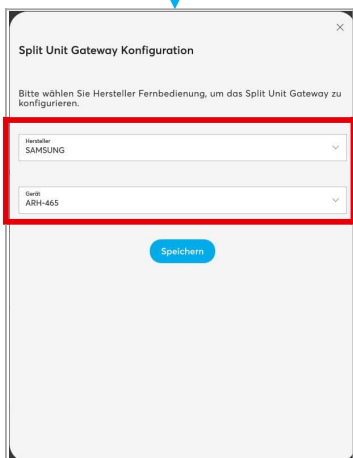 Split Unit Gateway Konfiguration
Bitte wählen Sie Hersteller Fernbedienung, um das Split Unit Gateway zu
konfigurieren.
Hersteller
SAMSUNG
Gerät
ARH-465
Speichern